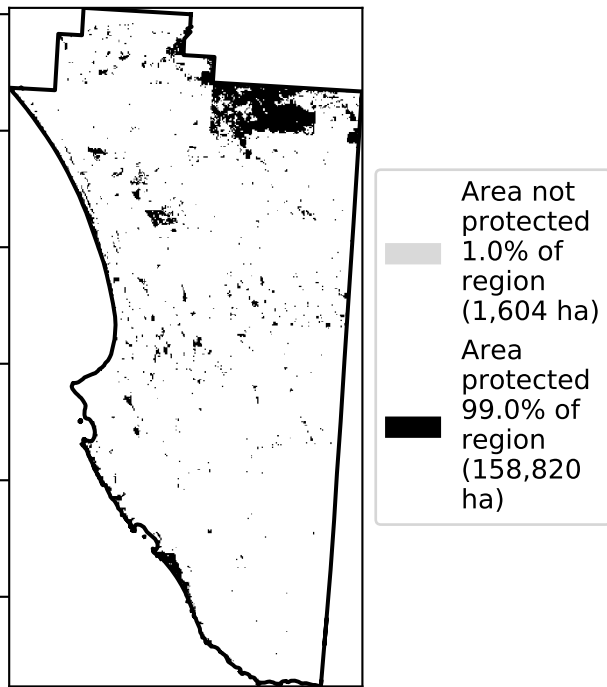 Area not
protected
1.0% of
region
(1,604 ha)
Area
protected
99.0% of
region
(158,820
ha)